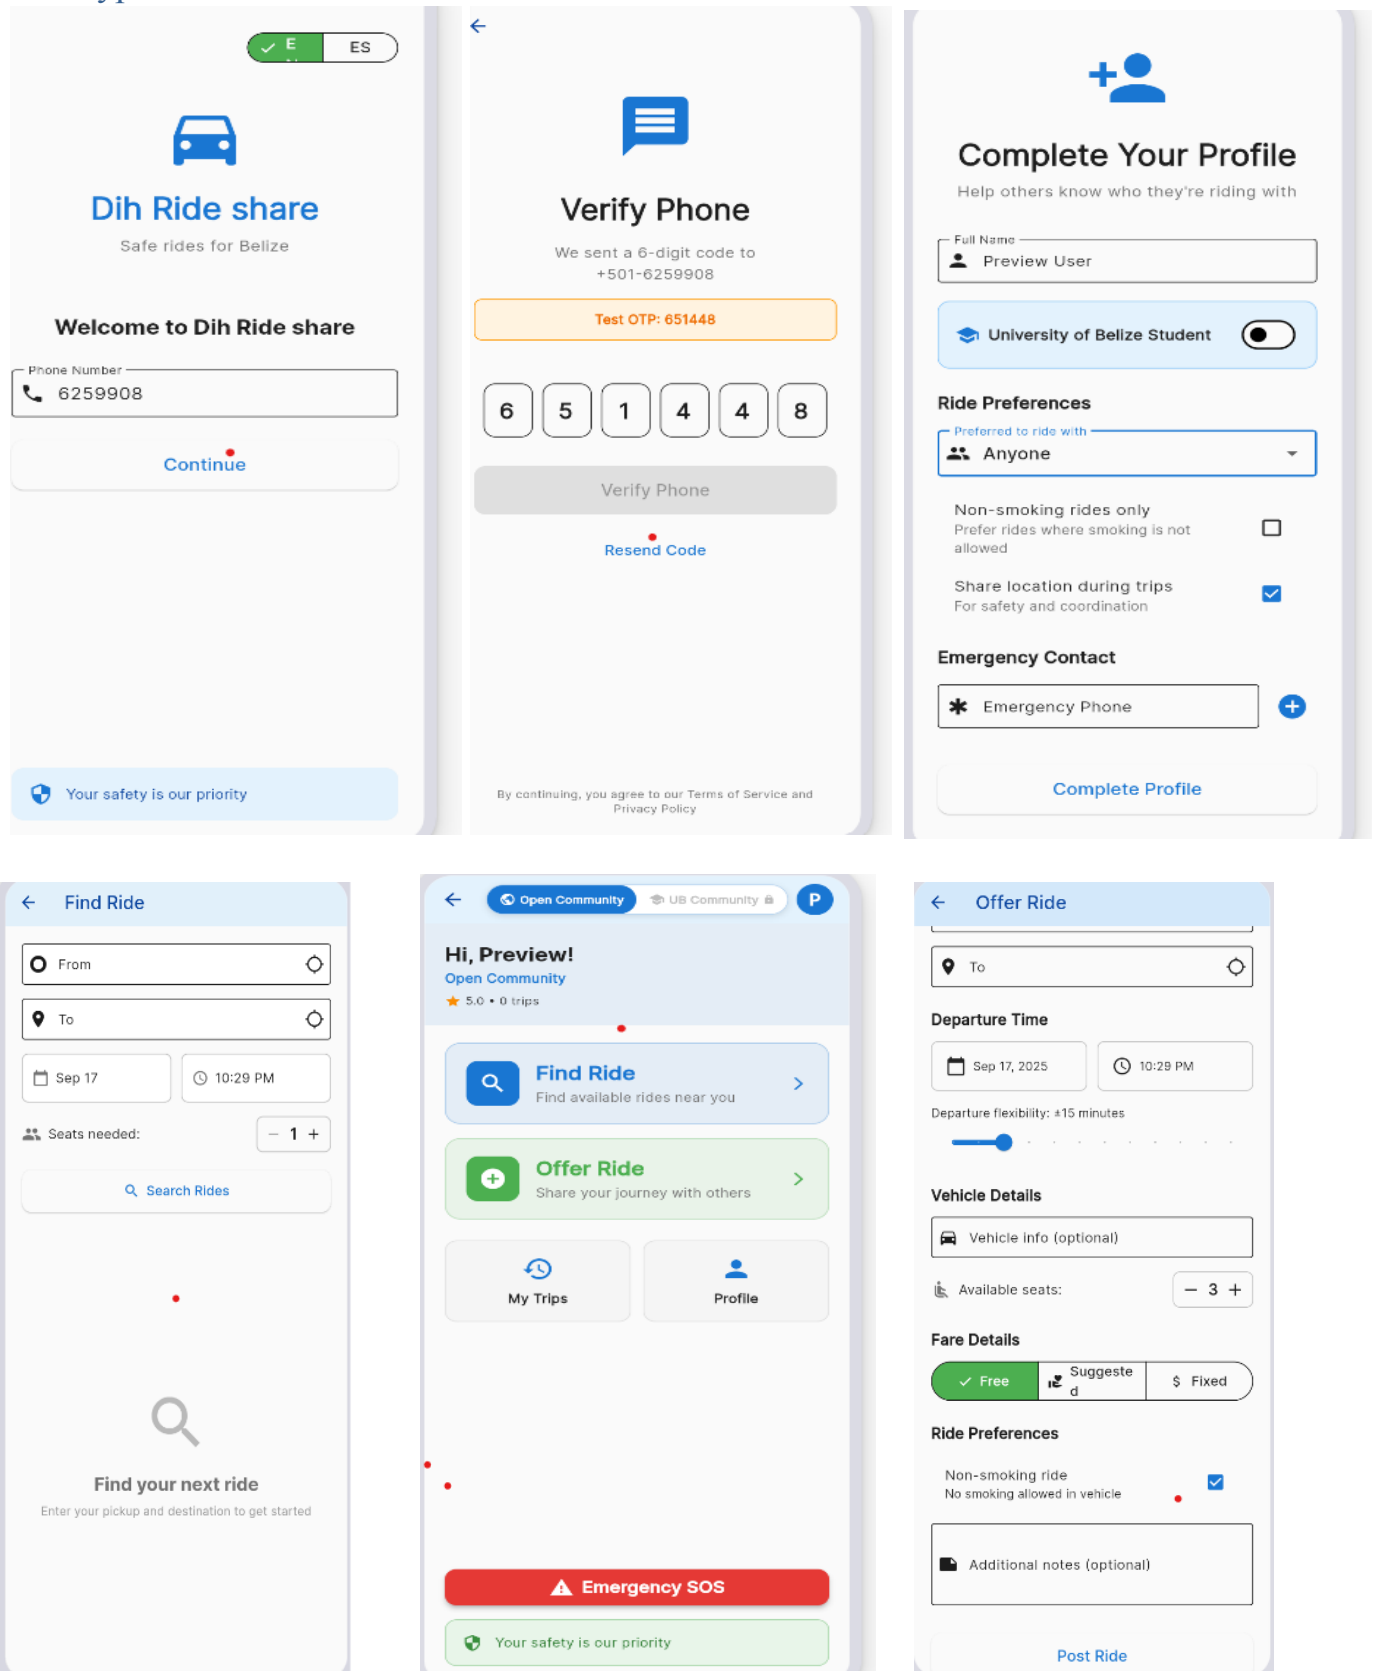 E
ES
Dih Ride share
Safe rides for Belize
Welcome to Dih Ride share
Phone Number
6259908
Continue
Your safety is our priority
Verify Phone
We sent a 6-digit code to
+501-6259908
Test OTP: 651448
6 5 1 4 4 8
Verify Phone
Resend Code
By continuing, you agree to our Terms of Service and
Privacy Policy
Complete Your Profile
Help others know who they're riding with
Full Name
Preview User
University of Belize Student
Ride Preferences
Preferred to ride with
Anyone
Non-smoking rides only
Prefer rides where smoking is not
allowed
Share location during trips
For safety and coordination
Emergency Contact
Emergency Phone
Complete Profile
Find Ride
From
To
Sep 17
10:29 PM
Seats needed:
− 1 +
Search Rides
Find your next ride
Enter your pickup and destination to get started
Open Community
UB Community
P
Hi, Preview!
Open Community
5.0 • 0 trips
Find Ride
Find available rides near you
Offer Ride
Share your journey with others
My Trips
Profile
Emergency SOS
Your safety is our priority
Offer Ride
To
Departure Time
Sep 17, 2025
10:29 PM
Departure flexibility: ±15 minutes
Vehicle Details
Vehicle info (optional)
Available seats:
− 3 +
Fare Details
Free
Suggeste
d
$ Fixed
Ride Preferences
Non-smoking ride
No smoking allowed in vehicle
Additional notes (optional)
Post Ride